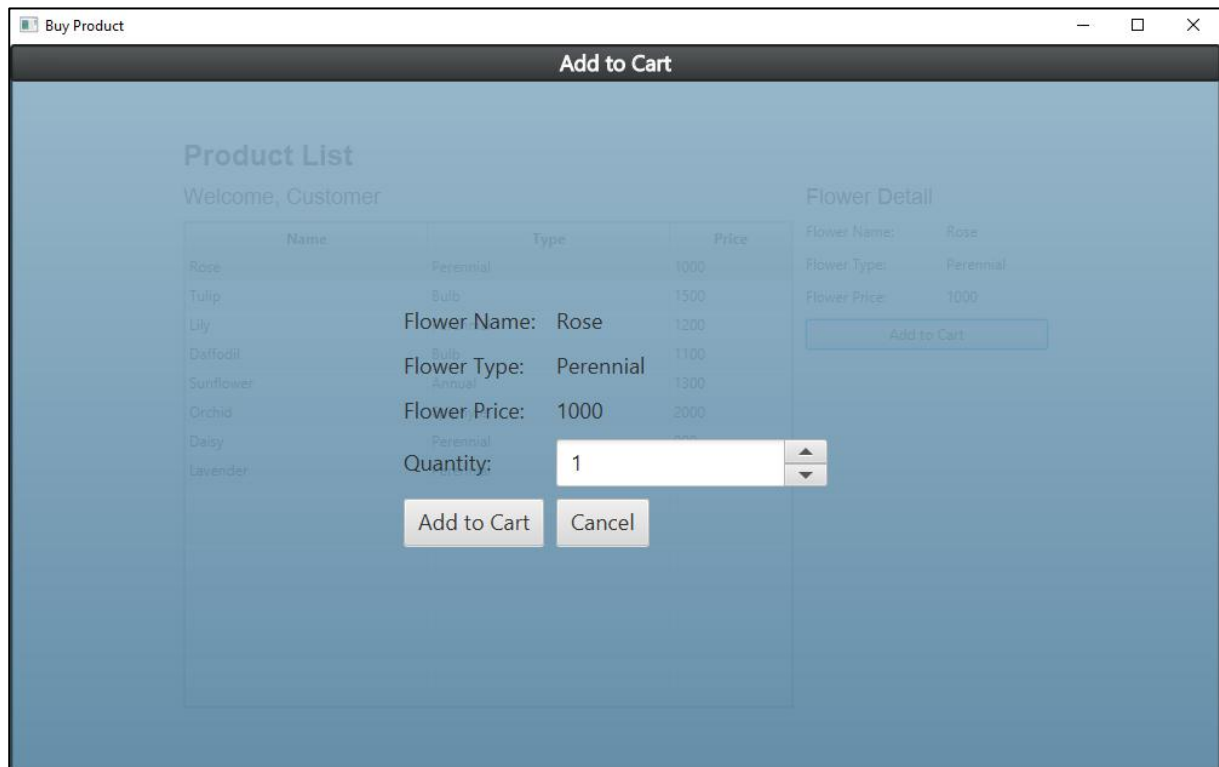 Buy Product
Add to Cart
Product List
Welcome, Customer
Flower Detail
Name Type Price
Flower Name: Rose
Rose Perennial 1000
Flower Type: Perennial
Tulip Bulb 1500
Flower Price: 1000
Lily 1200
Add to Cart
Daffodil Bulb 1100
Sunflower Annual 1300
Orchid 2000
Daisy Perennial
Lavender
Flower Name: Rose
Flower Type: Perennial
Flower Price: 1000
Quantity: 1
Add to Cart Cancel